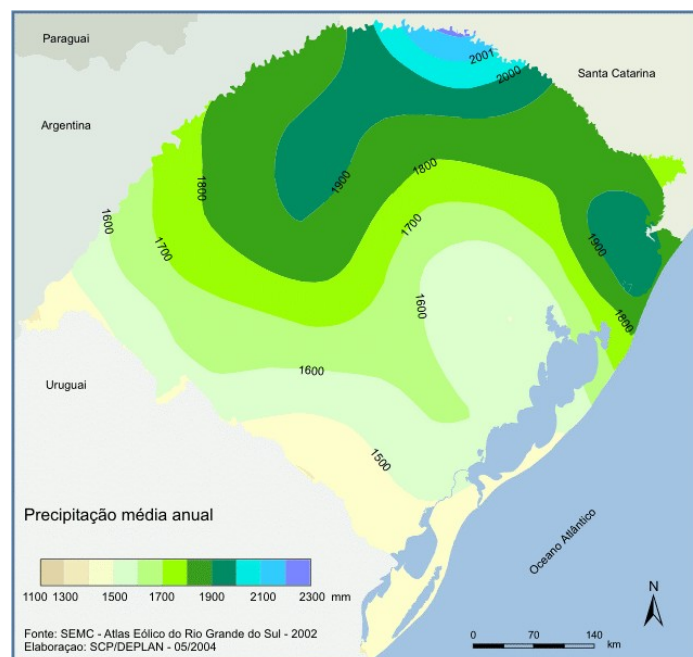 Paraguai
Santa Catarina
Argentina
Uruguai
Oceano Atlântico
2001
2000
1900
1800
1800
1700
1700
1600
1600
1600
1500
1900
1800
Precipitação média anual
1100 1300 1500 1700 1900 2100 2300 mm
Fonte: SEMC - Atlas Eólico do Rio Grande do Sul - 2002
Elaboraçao: SCP/DEPLAN - 05/2004
N
0 70 140
km